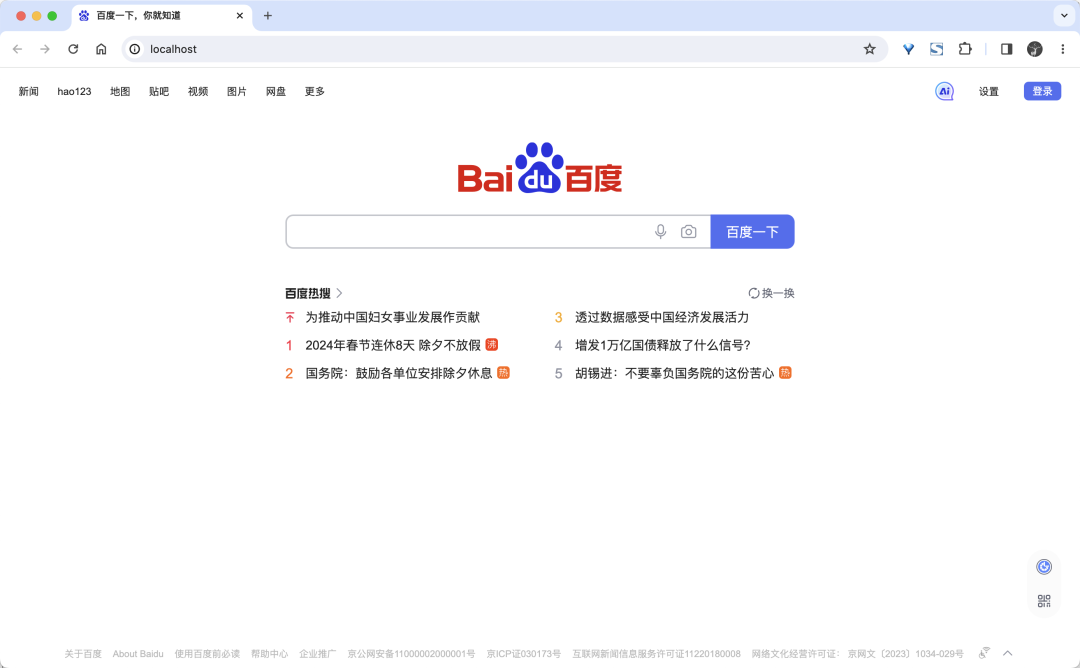 百度一下，你就知道
localhost
新闻 hao123 地图 贴吧 视频 图片 网盘 更多
Ai 设置 登录
Baidu百度
百度一下
百度热搜 换一换
为推动中国妇女事业发展作贡献
3 透过数据感受中国经济发展活力
1 2024年春节连休8天 除夕不放假 沸
4 增发1万亿国债释放了什么信号?
2 国务院：鼓励各单位安排除夕休息 热
5 胡锡进：不要辜负国务院的这份苦心 热
关于百度 About Baidu 使用百度前必读 帮助中心 企业推广 京公网安备11000002000001号 京ICP证030173号 互联网新闻信息服务许可证11220180008 网络文化经营许可证： 京网文〔2023〕1034-029号